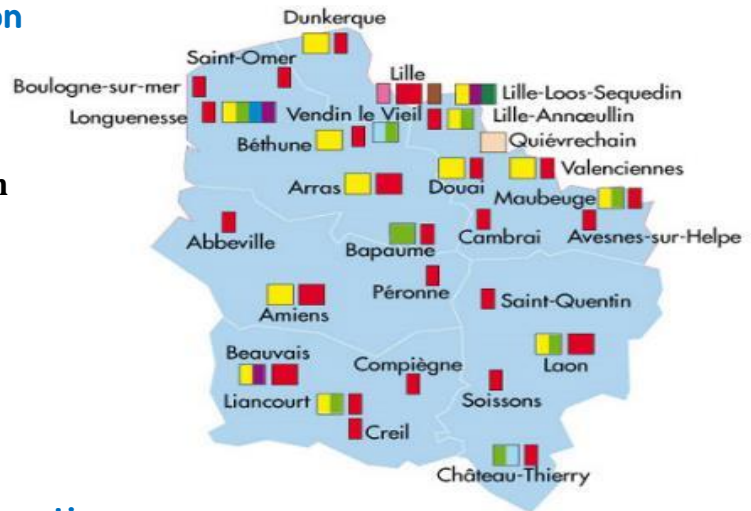 on
Dunkerque
Saint-Omer
Boulogne-sur-mer
Lille
Lille-Loos-Sequedin
Longuenesse
Vendin le Vieil
Lille-Annœullin
Béthune
Quiévrechain
n
Arras
Douai
Valenciennes
Maubeuge
Abbeville
Bapaume
Cambrai
Avesnes-sur-Helpe
Péronne
Saint-Quentin
Amiens
Beauvais
Compiègne
Laon
Liancourt
Soissons
Creil
Château-Thierry